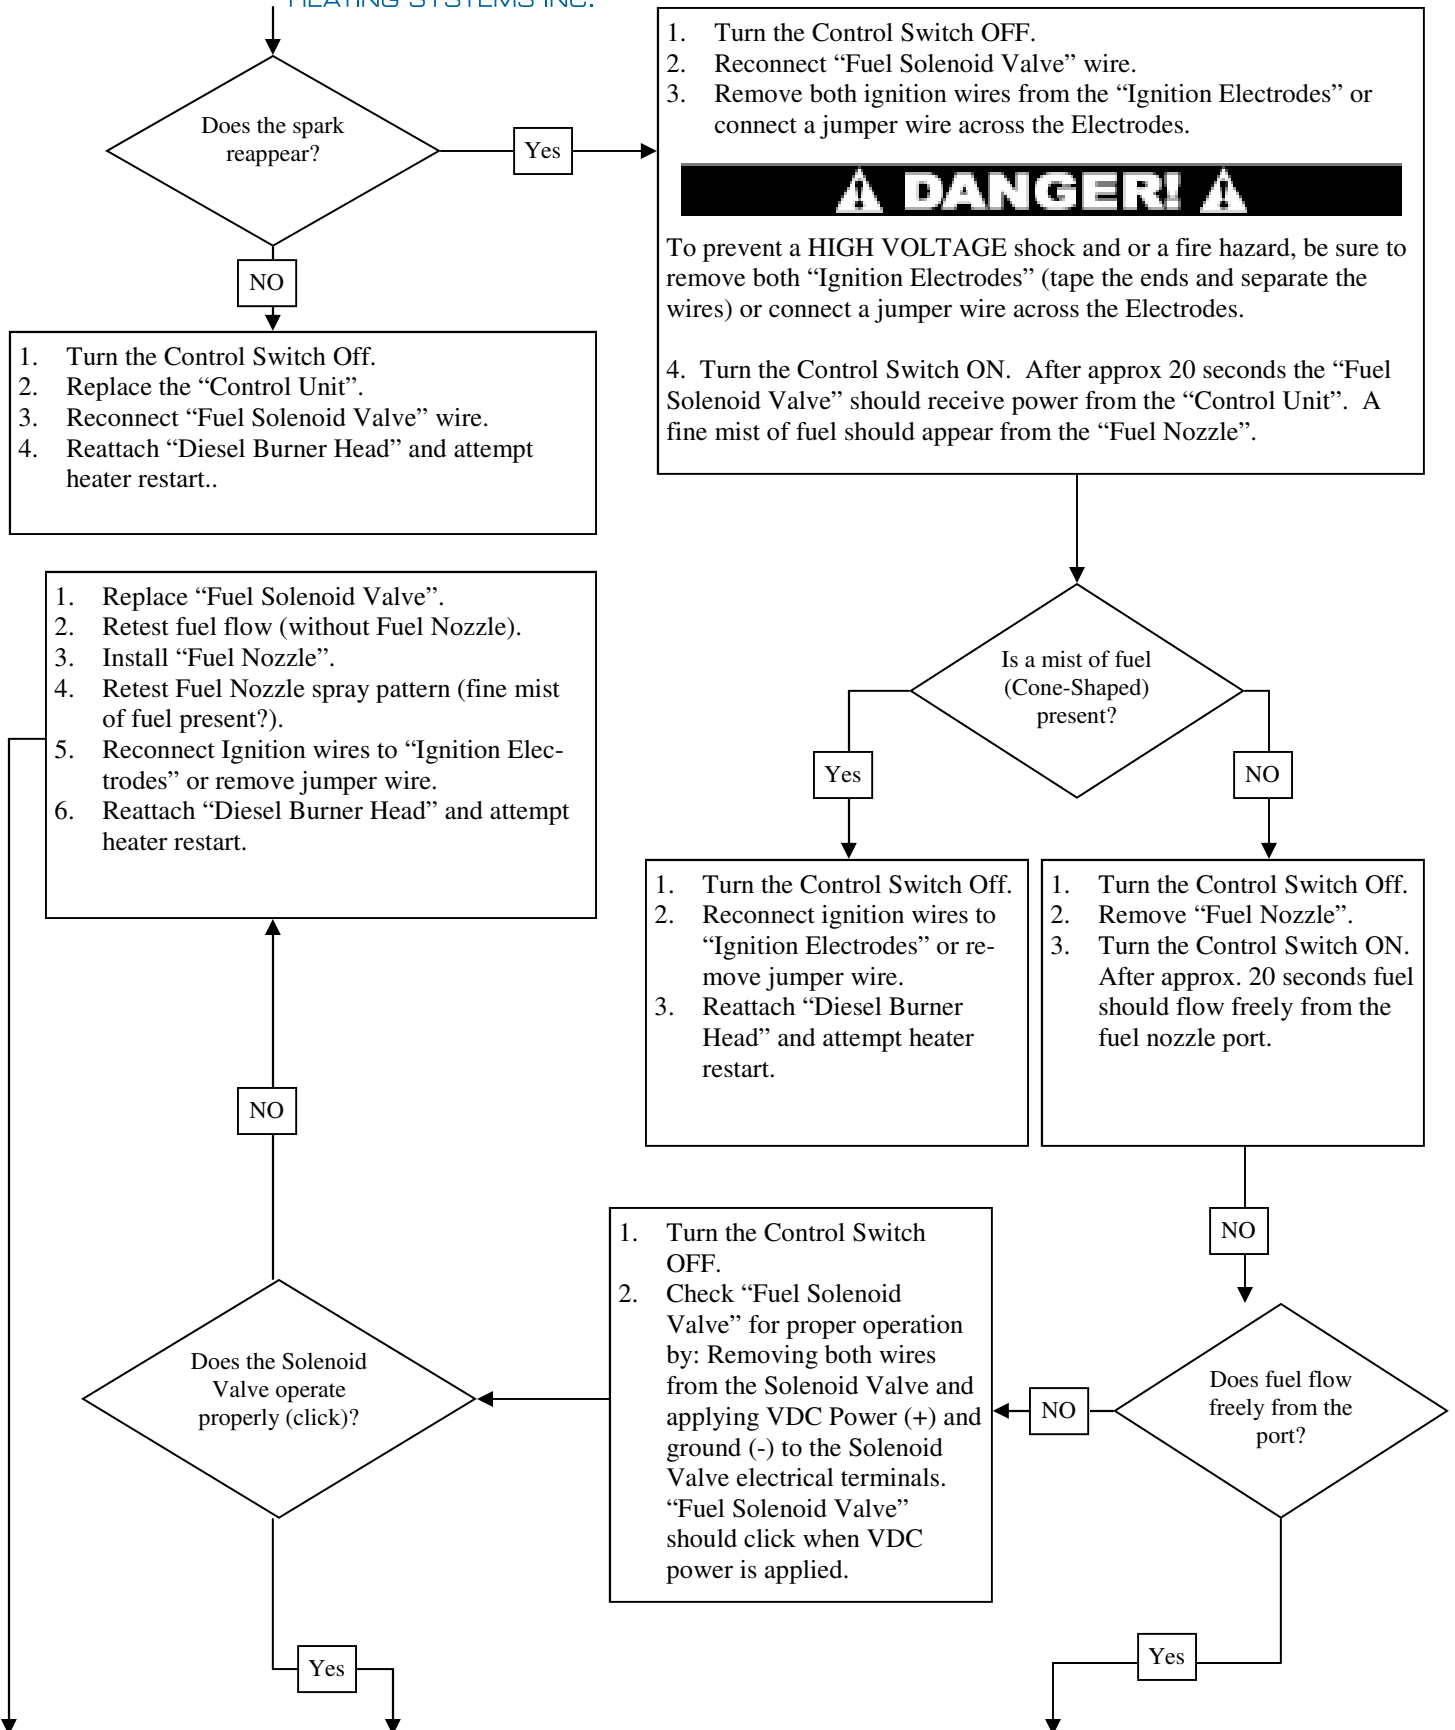 HEATING SYSTEMS INC.
Does the spark
reappear?
Yes
NO
1. Turn the Control Switch OFF.
2. Reconnect “Fuel Solenoid Valve” wire.
3. Remove both ignition wires from the “Ignition Electrodes” or
connect a jumper wire across the Electrodes.
DANGER!
To prevent a HIGH VOLTAGE shock and or a fire hazard, be sure to
remove both “Ignition Electrodes” (tape the ends and separate the
wires) or connect a jumper wire across the Electrodes.
4. Turn the Control Switch ON. After approx 20 seconds the “Fuel
Solenoid Valve” should receive power from the “Control Unit”. A
fine mist of fuel should appear from the “Fuel Nozzle”.
1. Turn the Control Switch Off.
2. Replace the “Control Unit”.
3. Reconnect “Fuel Solenoid Valve” wire.
4. Reattach “Diesel Burner Head” and attempt
heater restart..
1. Replace “Fuel Solenoid Valve”.
2. Retest fuel flow (without Fuel Nozzle).
3. Install “Fuel Nozzle”.
4. Retest Fuel Nozzle spray pattern (fine mist
of fuel present?).
5. Reconnect Ignition wires to “Ignition Elec-
trodes” or remove jumper wire.
6. Reattach “Diesel Burner Head” and attempt
heater restart.
Is a mist of fuel
(Cone-Shaped)
present?
Yes
NO
1. Turn the Control Switch Off.
2. Reconnect ignition wires to
“Ignition Electrodes” or re-
move jumper wire.
3. Reattach “Diesel Burner
Head” and attempt heater
restart.
1. Turn the Control Switch Off.
2. Remove “Fuel Nozzle”.
3. Turn the Control Switch ON.
After approx. 20 seconds fuel
should flow freely from the
fuel nozzle port.
NO
NO
1. Turn the Control Switch
OFF.
2. Check “Fuel Solenoid
Valve” for proper operation
by: Removing both wires
from the Solenoid Valve and
applying VDC Power (+) and
ground (-) to the Solenoid
Valve electrical terminals.
“Fuel Solenoid Valve”
should click when VDC
power is applied.
Does the Solenoid
Valve operate
properly (click)?
NO
Does fuel flow
freely from the
port?
Yes
Yes